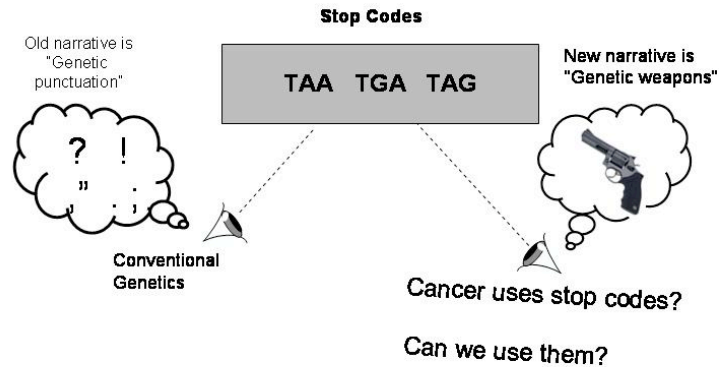 Stop Codes
Old narrative is
"Genetic
punctuation"
TAA TGA TAG
New narrative is
"Genetic weapons"
? !
" , . ;
Conventional
Genetics
Cancer uses stop codes?
Can we use them?